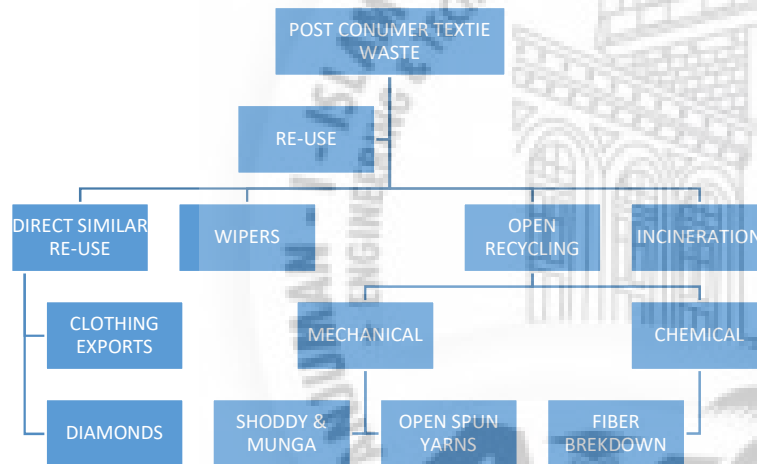 POST CONUMER TEXTIE
WASTE
RE-USE
DIRECT SIMILAR
RE-USE
WIPERS
OPEN
RECYCLING
INCINERATION
CLOTHING
EXPORTS
MECHANICAL
CHEMICAL
DIAMONDS
SHODDY &
MUNGA
OPEN SPUN
YARNS
FIBER
BREKDOWN